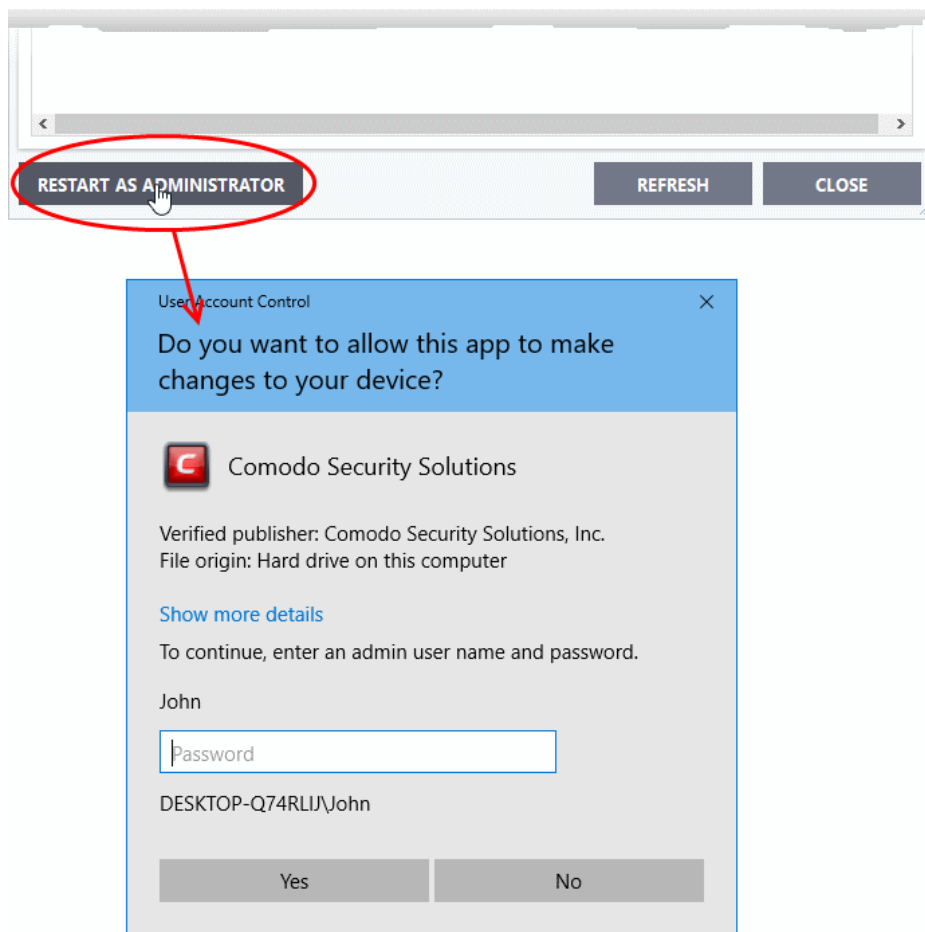 RESTART AS ADMINISTRATOR
REFRESH
CLOSE
User Account Control
Do you want to allow this app to make
changes to your device?
Comodo Security Solutions
Verified publisher: Comodo Security Solutions, Inc.
File origin: Hard drive on this computer
Show more details
To continue, enter an admin user name and password.
John
Password
DESKTOP-Q74RLIJ\John
Yes
No